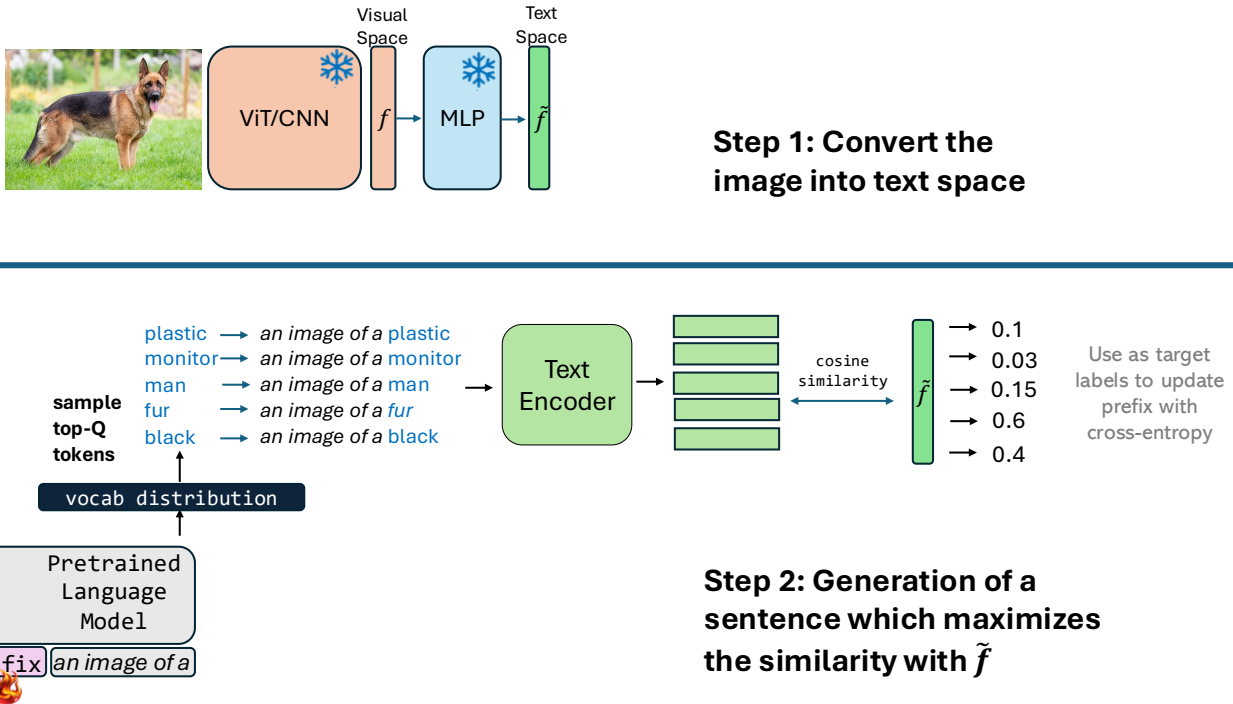 Visual
Space
Text
Space
ViT/CNN
f
MLP
f̃
Step 1: Convert the
image into text space
plastic
an image of a plastic
monitor
an image of a monitor
man
an image of a man
fur
an image of a fur
black
an image of a black
sample
top-Q
tokens
vocab distribution
Pretrained
Language
Model
fix
an image of a
Text
Encoder
cosine
similarity
f̃
0.1
0.03
0.15
0.6
0.4
Use as target
labels to update
prefix with
cross-entropy
Step 2: Generation of a
sentence which maximizes
the similarity with f̃